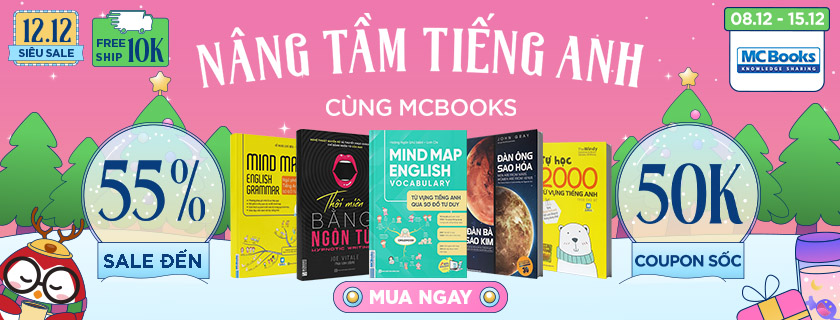 12.12
SIÊU SALE
FREE
SHIP 10K
NÂNG TẦM TIẾNG ANH
CÙNG MCBOOKS
08.12 - 15.12
MCBooks
KNOWLEDGE SHARING
55%
SALE ĐẾN
MIND MAP
ENGLISH
GRAMMAR
Thôi miên
BẰNG
NGÔN TỪ
HYPNOTIC WRITING
JOE VITALE
MIND MAP
ENGLISH
VOCABULARY
TỪ VỰNG TIẾNG ANH
QUA SƠ ĐỒ TƯ DUY
JOHN GRAY
ĐÀN ÔNG
SAO HỎA
ĐÀN BÀ
SAO KIM
TheWindy
Tự học
2000
TỪ VỰNG TIẾNG ANH
50K
COUPON SỐC
MUA NGAY